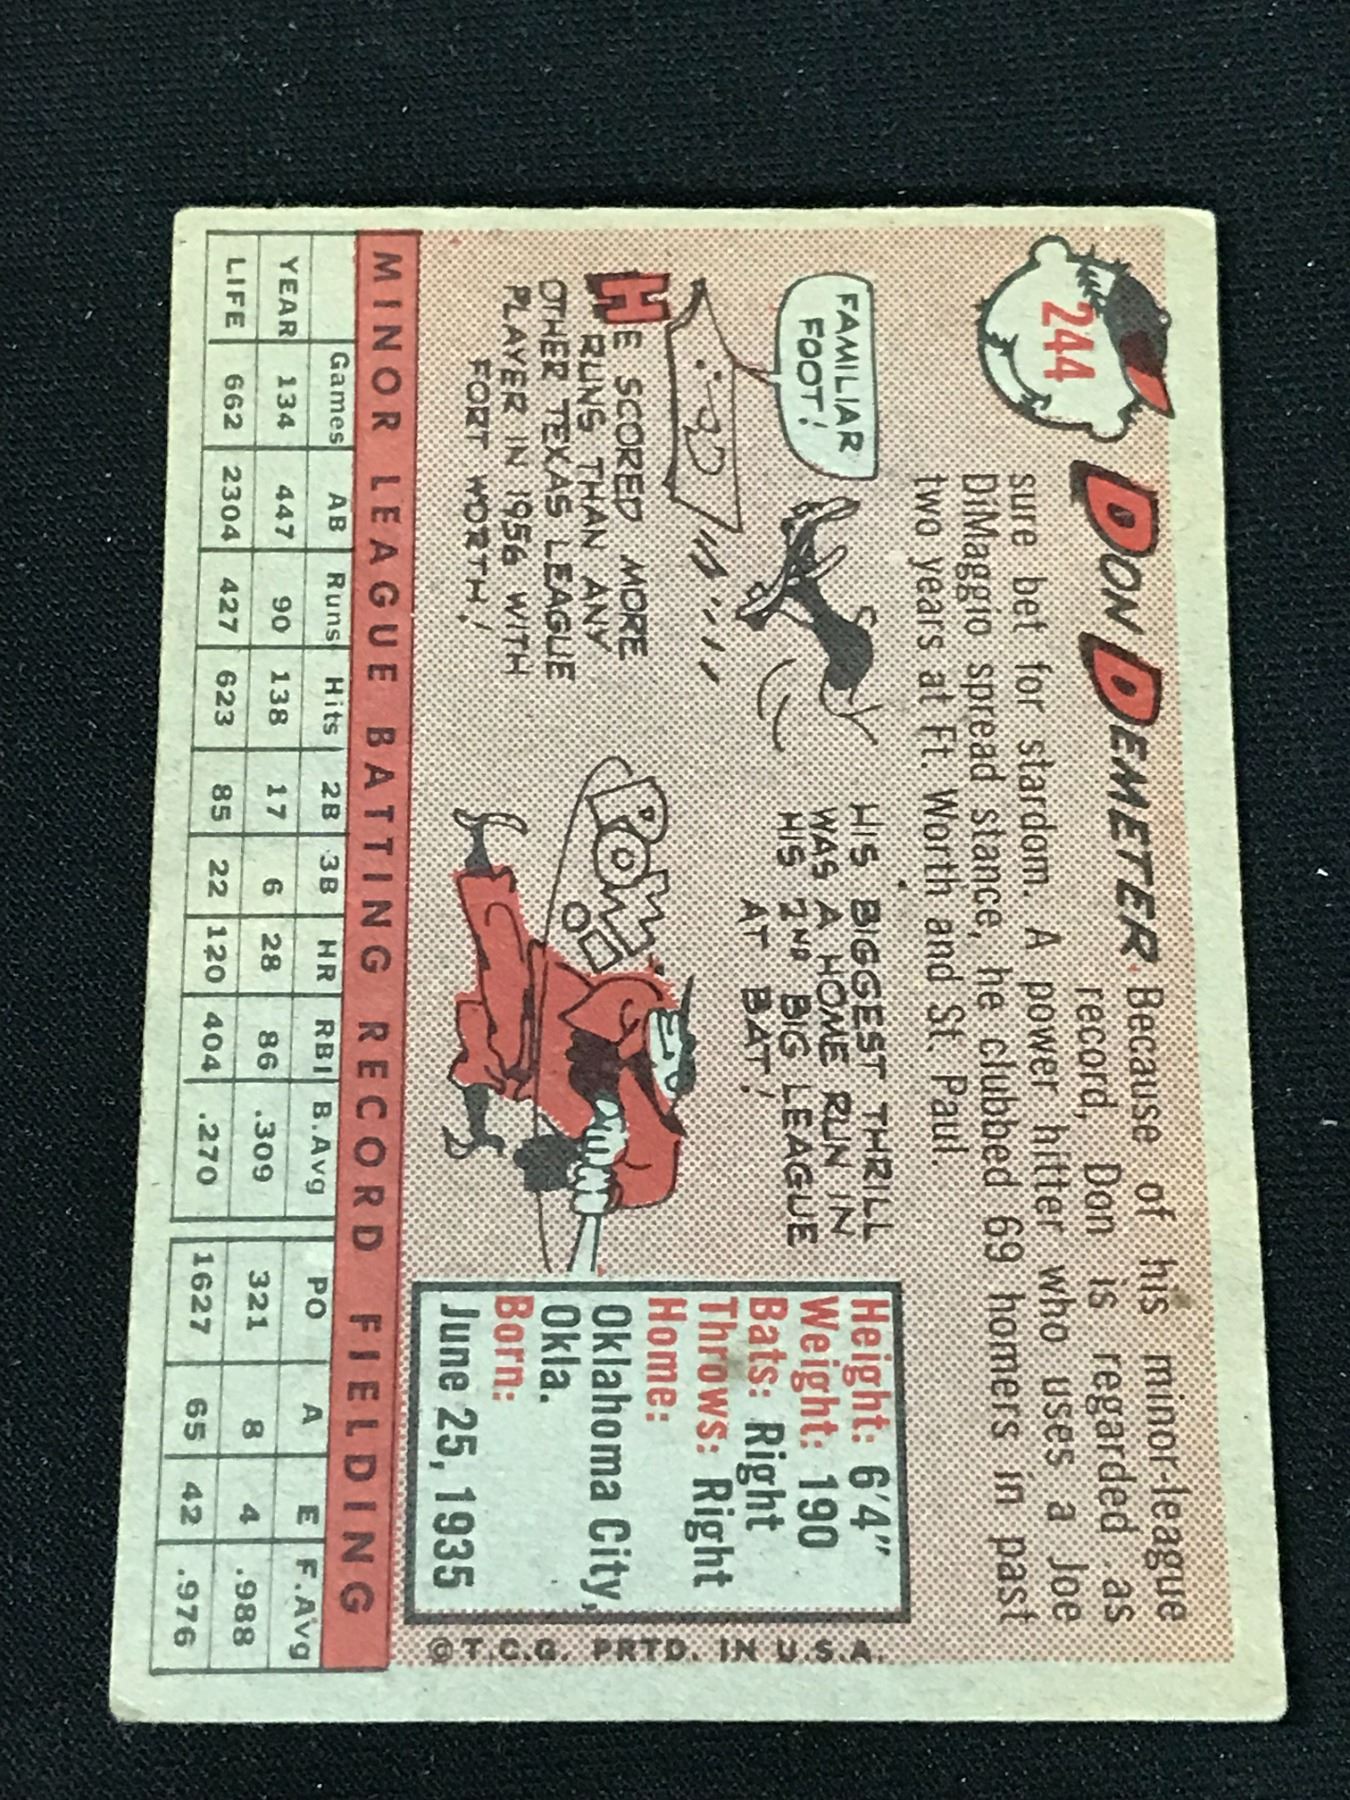 244
DON DEMETER Because of his minor-league
record, Don is regarded as
sure bet for stardom. A power hitter who uses a Joe
DiMaggio spread stance, he clubbed 69 homers in past
two years at Ft. Worth and St. Paul.
FAMILIAR
FOOT!
HE SCORED MORE
RUNS THAN ANY
OTHER TEXAS LEAGUE
PLAYER IN 1956 WITH
FORT WORTH!
HIS BIGGEST THRILL
WAS A HOME RUN IN
HIS 2ND BIG LEAGUE
AT BAT!
POW!
Height: 6'4"
Weight: 190
Bats: Right
Throws: Right
Home:
Oklahoma City,
Okla.
Born:
June 25, 1935
© T.C.G. PRTD. IN U.S.A.
MINOR LEAGUE BATTING RECORD FIELDING
Games AB Runs Hits 2B 3B HR RBI B.Avg PO A E F.Avg
YEAR 134 447 90 138 17 6 28 86 .309 321 8 4 .988
LIFE 662 2304 427 623 85 22 120 404 .270 1627 65 42 .976